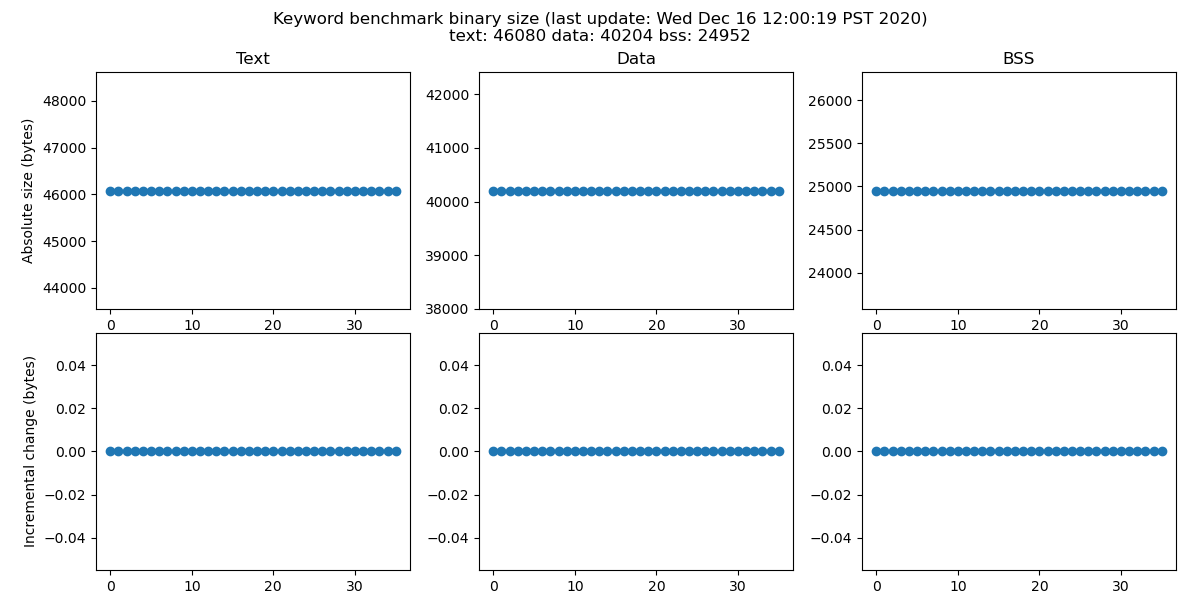 Keyword benchmark binary size (last update: Wed Dec 16 12:00:19 PST 2020)
text: 46080 data: 40204 bss: 24952
Text
Absolute size (bytes)
48000
47000
46000
45000
44000
0 10 20 30
Data
42000
41000
40000
39000
38000
0 10 20 30
BSS
26000
25500
25000
24500
24000
0 10 20 30
Incremental change (bytes)
0.04
0.02
0.00
−0.02
−0.04
0 10 20 30
0.04
0.02
0.00
−0.02
−0.04
0 10 20 30
0.04
0.02
0.00
−0.02
−0.04
0 10 20 30